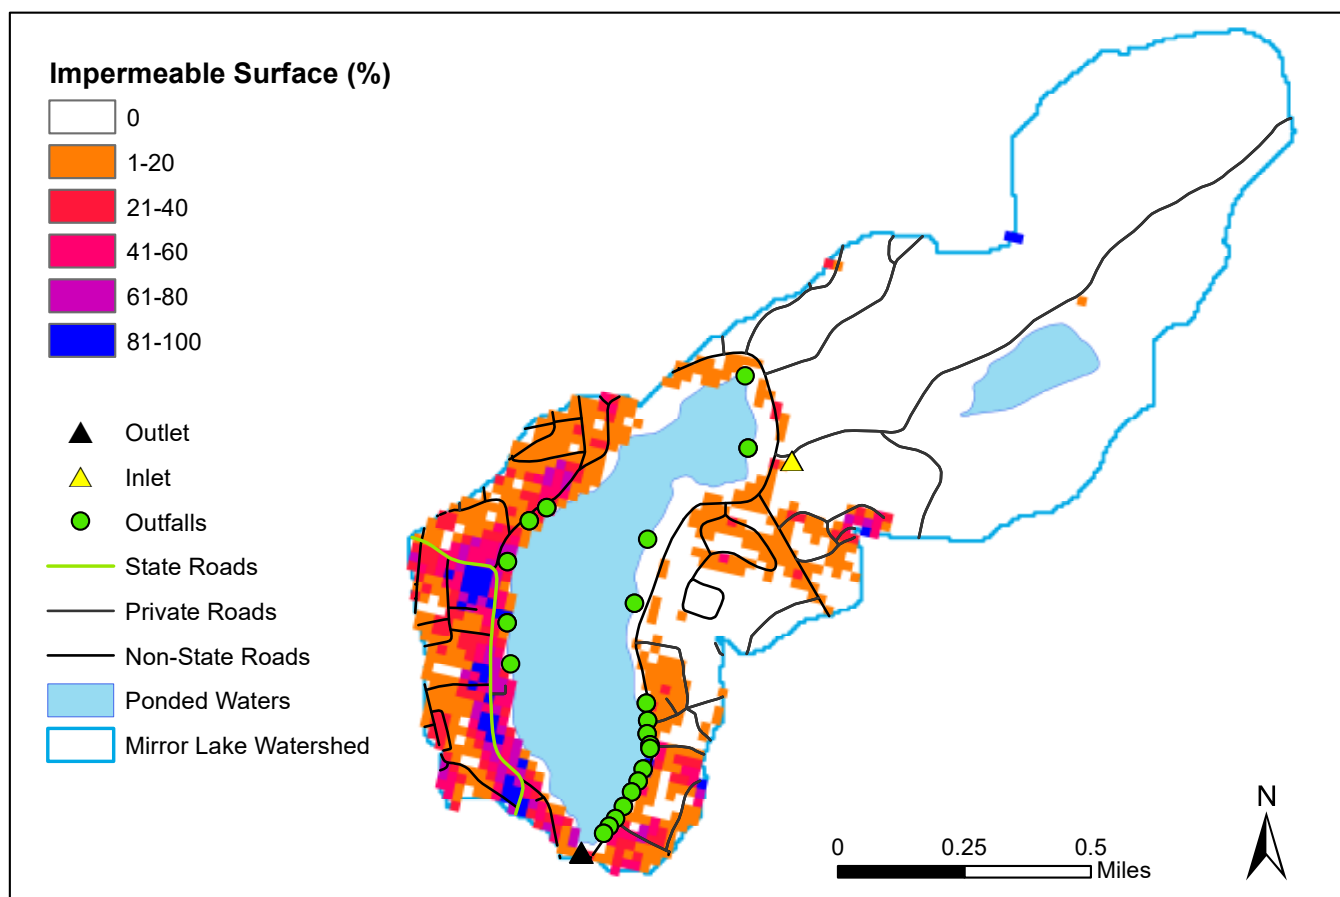 Impermeable Surface (%)
0
1-20
21-40
41-60
61-80
81-100
Outlet
Inlet
Outfalls
State Roads
Private Roads
Non-State Roads
Ponded Waters
Mirror Lake Watershed
N
0 0.25 0.5
Miles